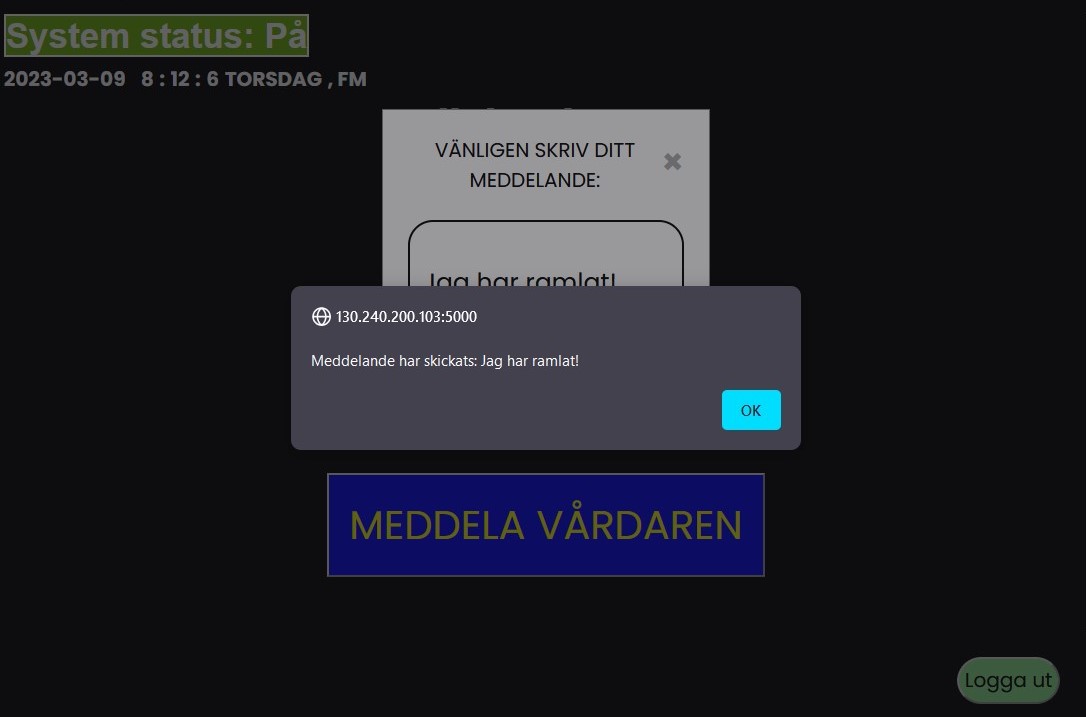 System status: På
2023-03-09 8 : 12 : 6 TORSDAG , FM
VÄNLIGEN SKRIV DITT
MEDDELANDE:
✖
Jag har ramlat!
130.240.200.103:5000
Meddelande har skickats: Jag har ramlat!
OK
MEDDELA VÅRDAREN
Logga ut